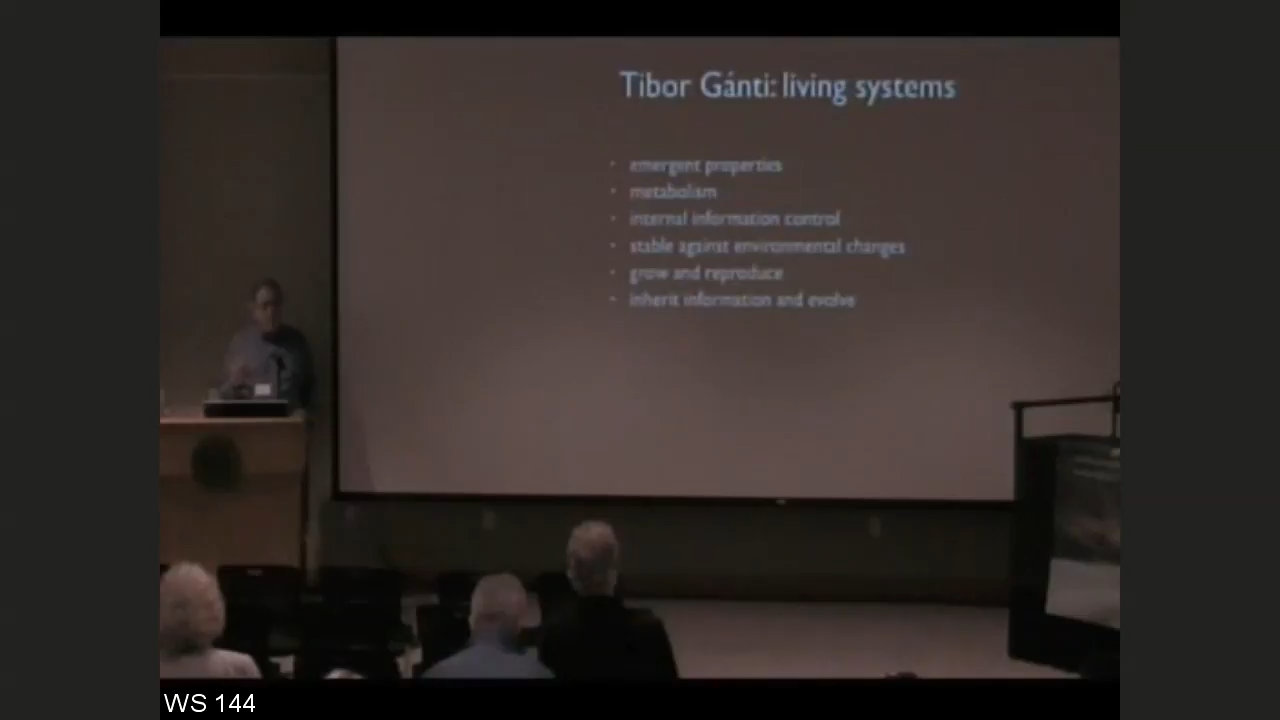 Tibor Gánti: living systems
· emergent properties
· metabolism
· internal information control
· stable against environmental changes
· grow and reproduce
· inherit information and evolve
WS 144